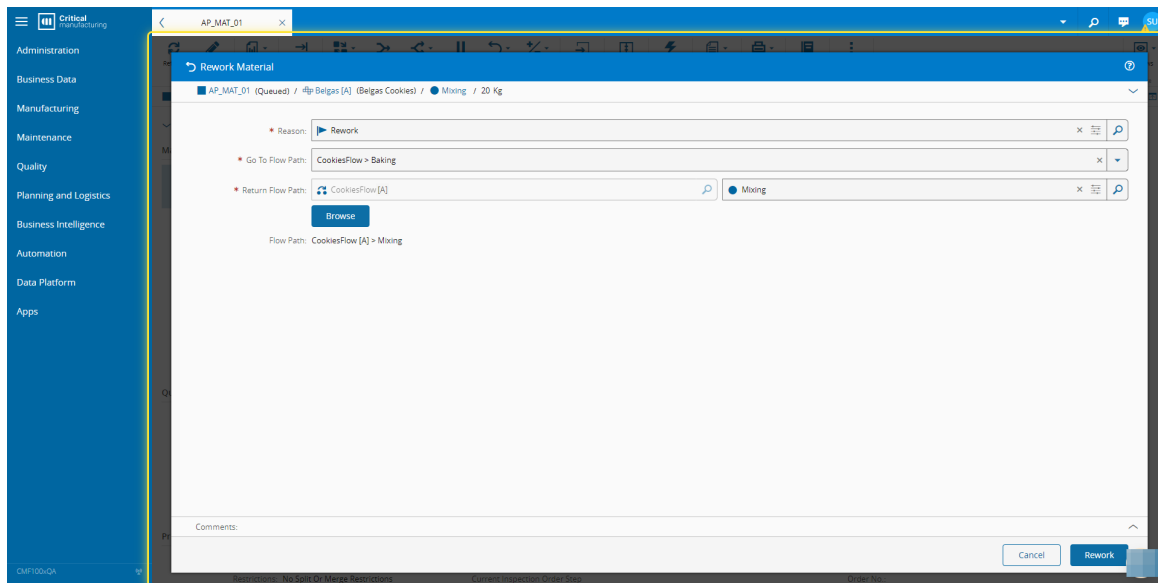 Critical
manufacturing
AP_MAT_01
SU
Administration
Business Data
Manufacturing
Maintenance
Quality
Planning and Logistics
Business Intelligence
Automation
Data Platform
Apps
CMF100xQA
Rework Material
AP_MAT_01 (Queued) / Belgas [A] (Belgas Cookies) / Mixing / 20 Kg
* Reason: Rework
* Go To Flow Path: CookiesFlow > Baking
* Return Flow Path: CookiesFlow [A] Mixing
Browse
Flow Path: CookiesFlow [A] > Mixing
Comments:
Cancel Rework
Restrictions: No Split Or Merge Restrictions Current Inspection Order Step Order No.: